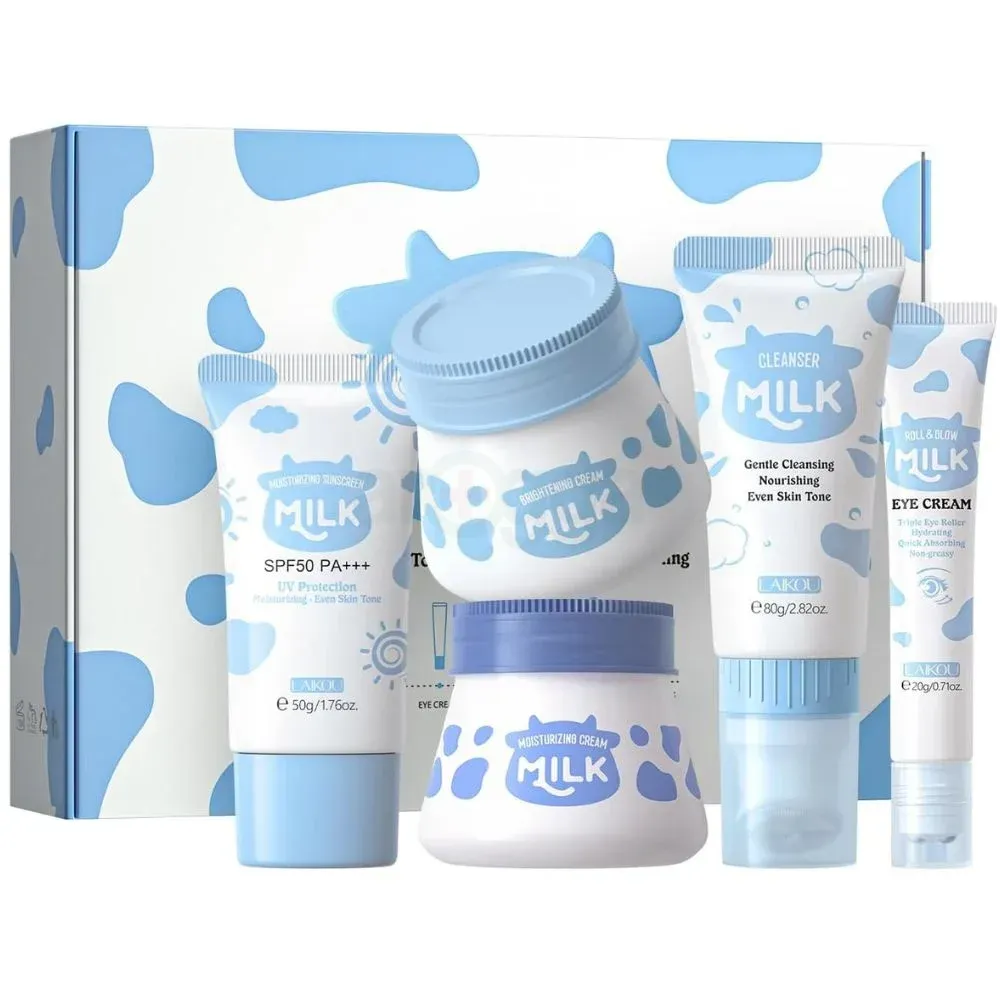 MOISTURIZING SUNSCREEN
MILK
SPF50 PA+++
UV Protection
Moisturizing · Even Skin Tone
LAIKOU
℮ 50g/1.76oz.
BRIGHTENING CREAM
MILK
MOISTURIZING CREAM
MILK
CLEANSER
MILK
Gentle Cleansing
Nourishing
Even Skin Tone
LAIKOU
℮ 80g/2.82oz.
ROLL & GLOW
MILK
EYE CREAM
Triple Eye Roller
Hydrating
Quick Absorbing
Non-greasy
LAIKOU
℮ 20g/0.71oz.
EYE